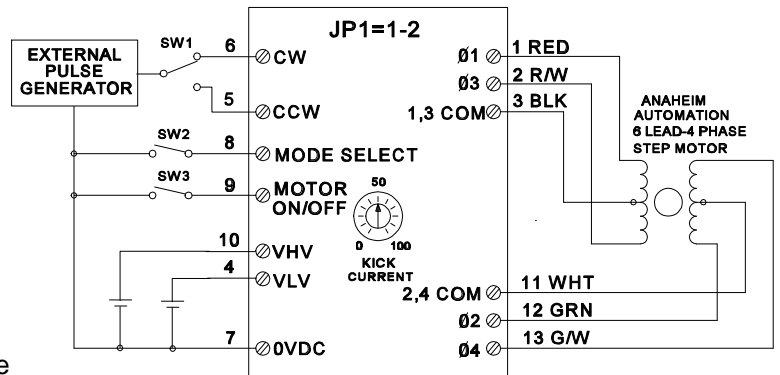 JP1=1-2
EXTERNAL
PULSE
GENERATOR
SW1
6
CW
5
CCW
SW2
8
MODE SELECT
SW3
9
MOTOR
ON/OFF
50
0
100
KICK
CURRENT
10
VHV
4
VLV
7
0VDC
Ø1
1 RED
Ø3
2 R/W
1,3 COM
3 BLK
ANAHEIM
AUTOMATION
6 LEAD-4 PHASE
STEP MOTOR
2,4 COM
11 WHT
Ø2
12 GRN
Ø4
13 G/W
e